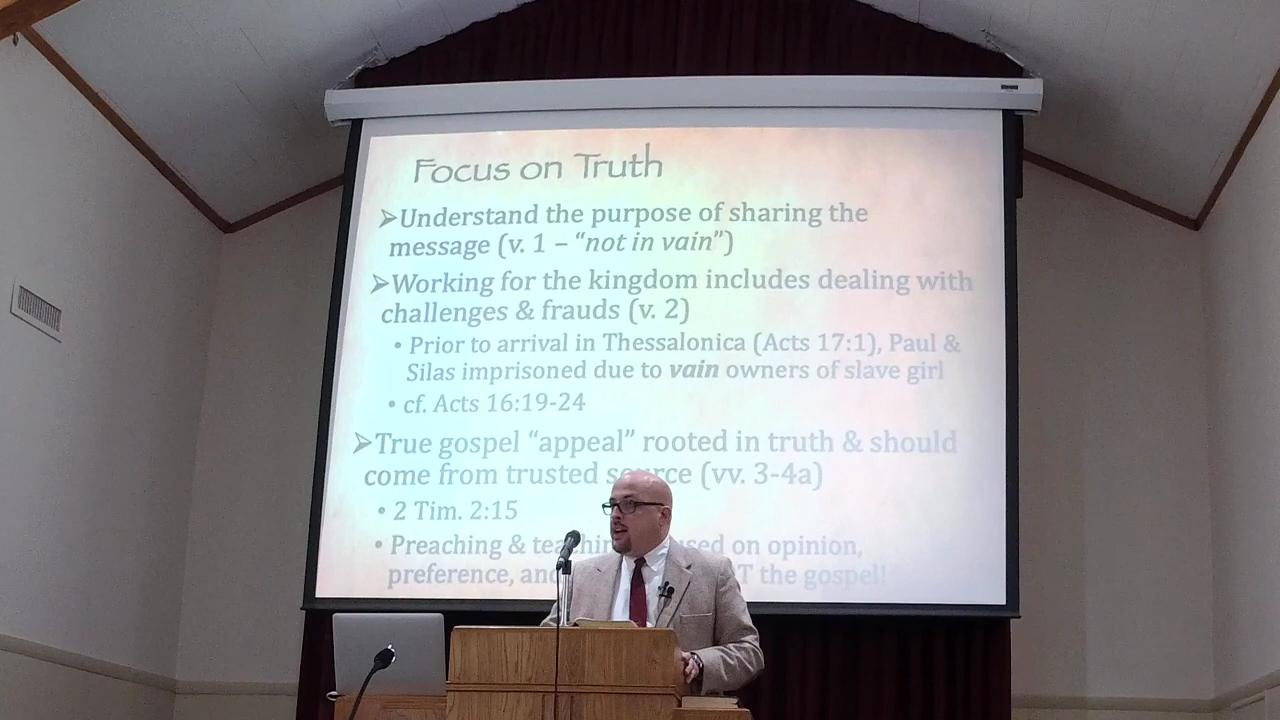 Focus on Truth
➢Understand the purpose of sharing the
message (v. 1 – “not in vain”)
➢Working for the kingdom includes dealing with
challenges & frauds (v. 2)
• Prior to arrival in Thessalonica (Acts 17:1), Paul &
Silas imprisoned due to vain owners of slave girl
• cf. Acts 16:19-24
➢True gospel “appeal” rooted in truth & should
come from trusted source (vv. 3-4a)
• 2 Tim. 2:15
• Preaching & teaching on opinion,
preference, the gospel!